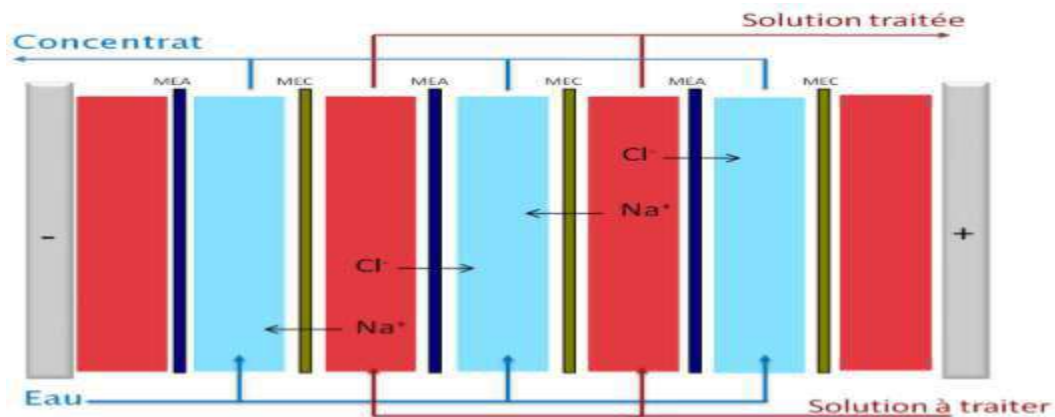 Solution traitée
Concentrat
MEA MEC MEA MEC MEA MEC
Cl⁻
Na⁺
- +
Cl⁻
Na⁺
Eau
Solution à traiter